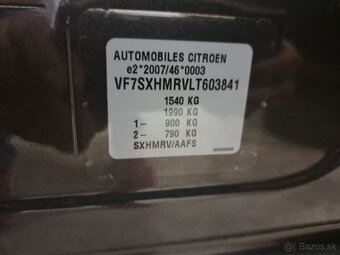 AUTOMOBILES CITROEN
e2*2007/46*0003
VF7SXHMRVLT603841
1540 KG
1990 KG
1– 900 KG
2– 790 KG
SXHMRV/AAFS
Bazos.sk